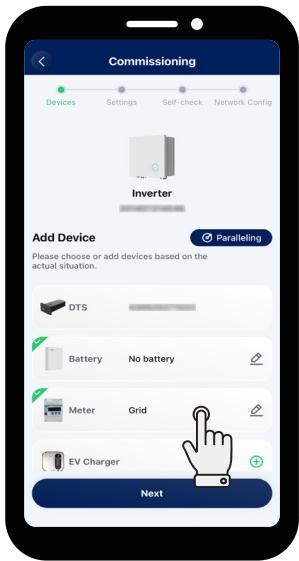 Commissioning
Devices Settings Self-check Network Config
Inverter
Add Device Paralleling
Please choose or add devices based on the
actual situation.
DTS
Battery No battery
Meter Grid
EV Charger
Next